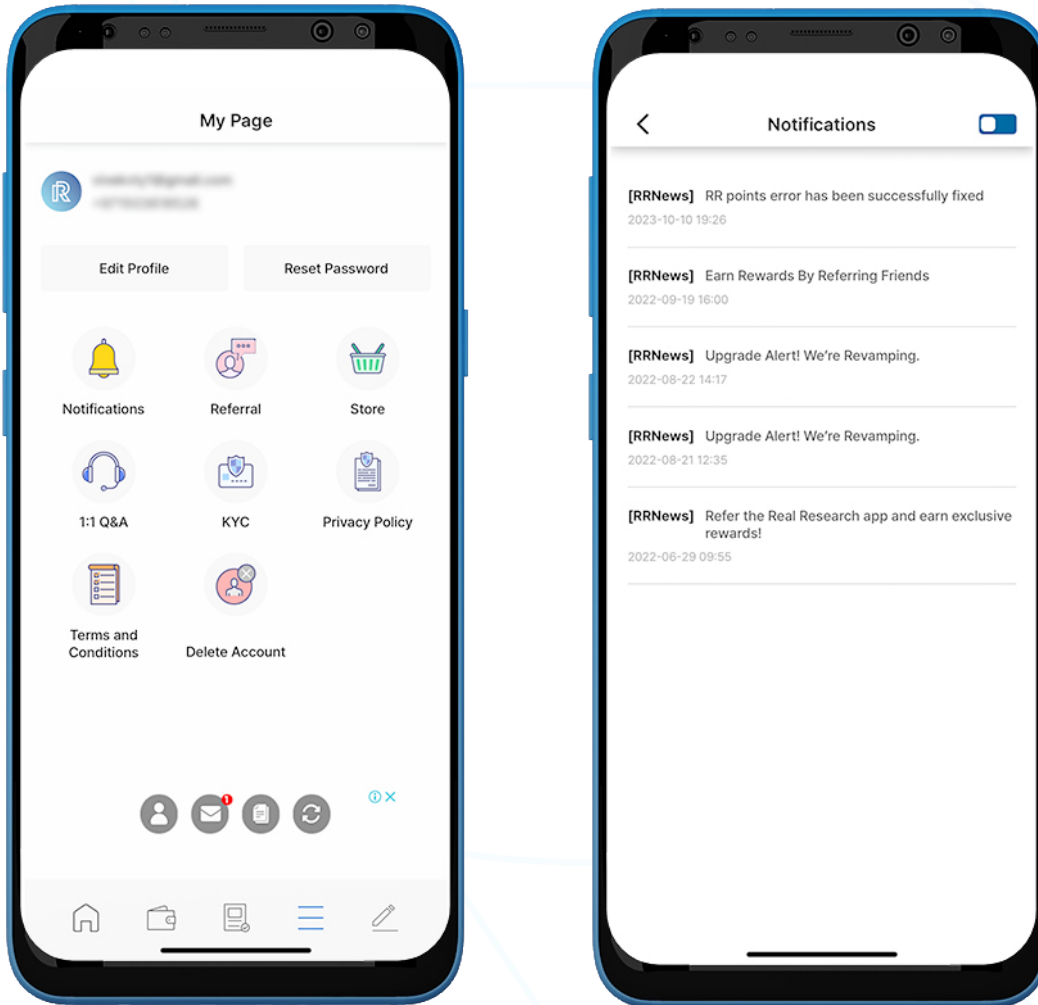 My Page
Edit Profile
Reset Password
Notifications
Referral
Store
1:1 Q&A
KYC
Privacy Policy
Terms and
Conditions
Delete Account
1
Notifications
[RRNews] RR points error has been successfully fixed
2023-10-10 19:26
[RRNews] Earn Rewards By Referring Friends
2022-09-19 16:00
[RRNews] Upgrade Alert! We're Revamping.
2022-08-22 14:17
[RRNews] Upgrade Alert! We're Revamping.
2022-08-21 12:35
[RRNews] Refer the Real Research app and earn exclusive
rewards!
2022-06-29 09:55